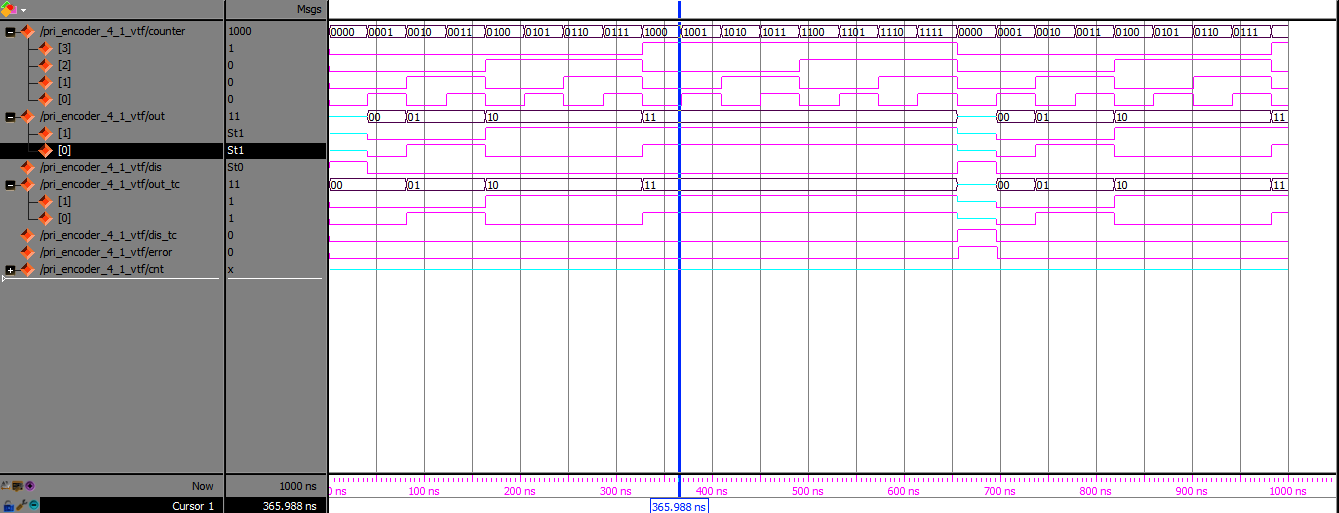 Msgs
/pri_encoder_4_1_vtf/counter 1000 0000 0001 0010 0011 0100 0101 0110 0111 1000 1001 1010 1011 1100 1101 1110 1111 0000 0001 0010 0011 0100 0101 0110 0111
[3] 1
[2] 0
[1] 0
[0] 0
/pri_encoder_4_1_vtf/out 11 00 01 10 11 00 01 10 11
[1] St1
[0] St1
/pri_encoder_4_1_vtf/dis St0
/pri_encoder_4_1_vtf/out_tc 11 00 01 10 11 00 01 10 11
[1] 1
[0] 1
/pri_encoder_4_1_vtf/dis_tc 0
/pri_encoder_4_1_vtf/error 0
/pri_encoder_4_1_vtf/cnt x
Now 1000 ns 0 ns 100 ns 200 ns 300 ns 400 ns 500 ns 600 ns 700 ns 800 ns 900 ns 1000 ns
Cursor 1 365.988 ns 365.988 ns